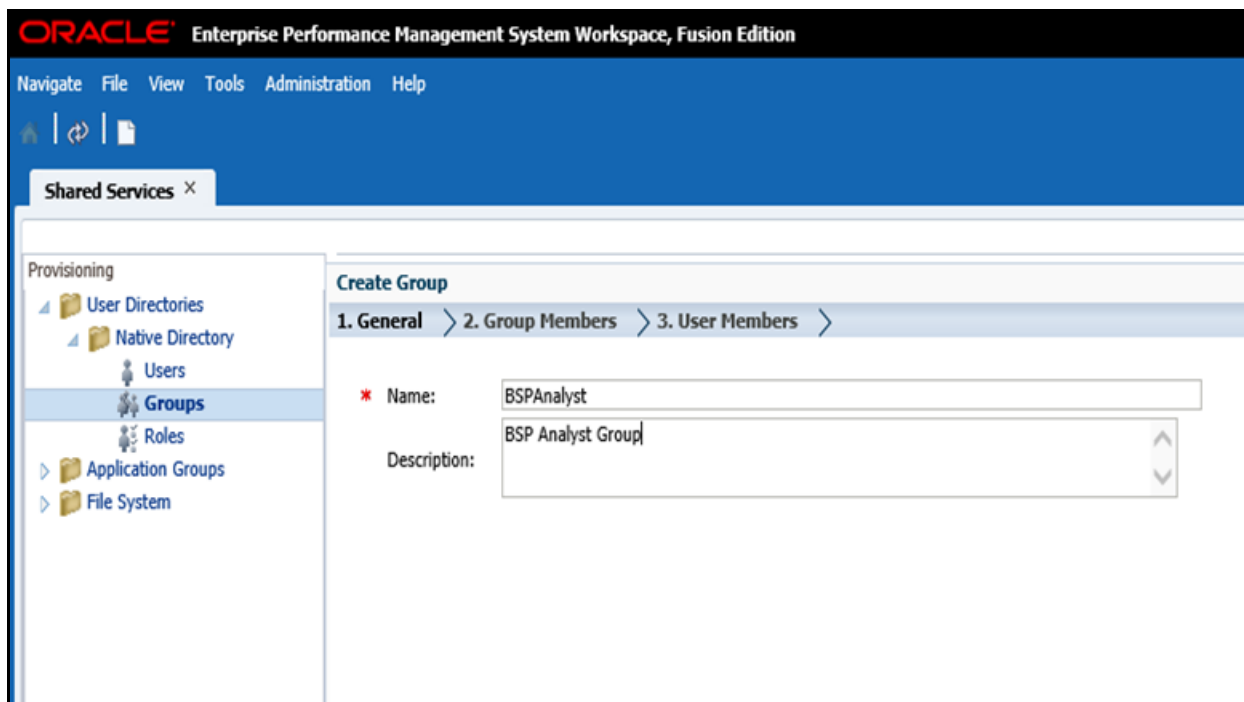 ORACLE Enterprise Performance Management System Workspace, Fusion Edition
Navigate File View Tools Administration Help
Shared Services ×
Provisioning
User Directories
Native Directory
Users
Groups
Roles
Application Groups
File System
Create Group
1. General 2. Group Members 3. User Members
* Name: BSPAnalyst
Description: BSP Analyst Group